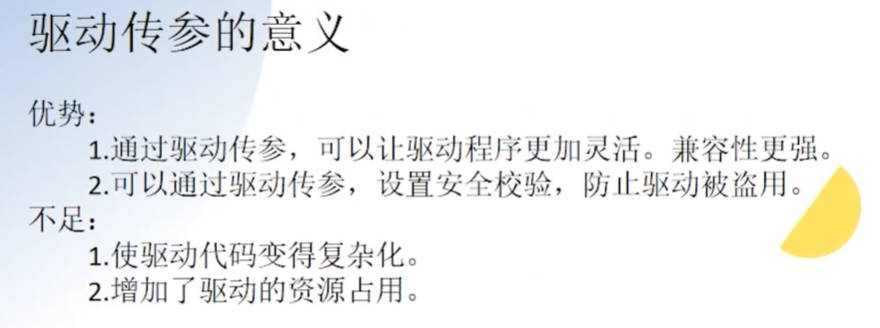 驱动传参的意义
优势：
1.通过驱动传参，可以让驱动程序更加灵活。兼容性更强。
2.可以通过驱动传参，设置安全校验，防止驱动被盗用。
不足：
1.使驱动代码变得复杂化。
2.增加了驱动的资源占用。